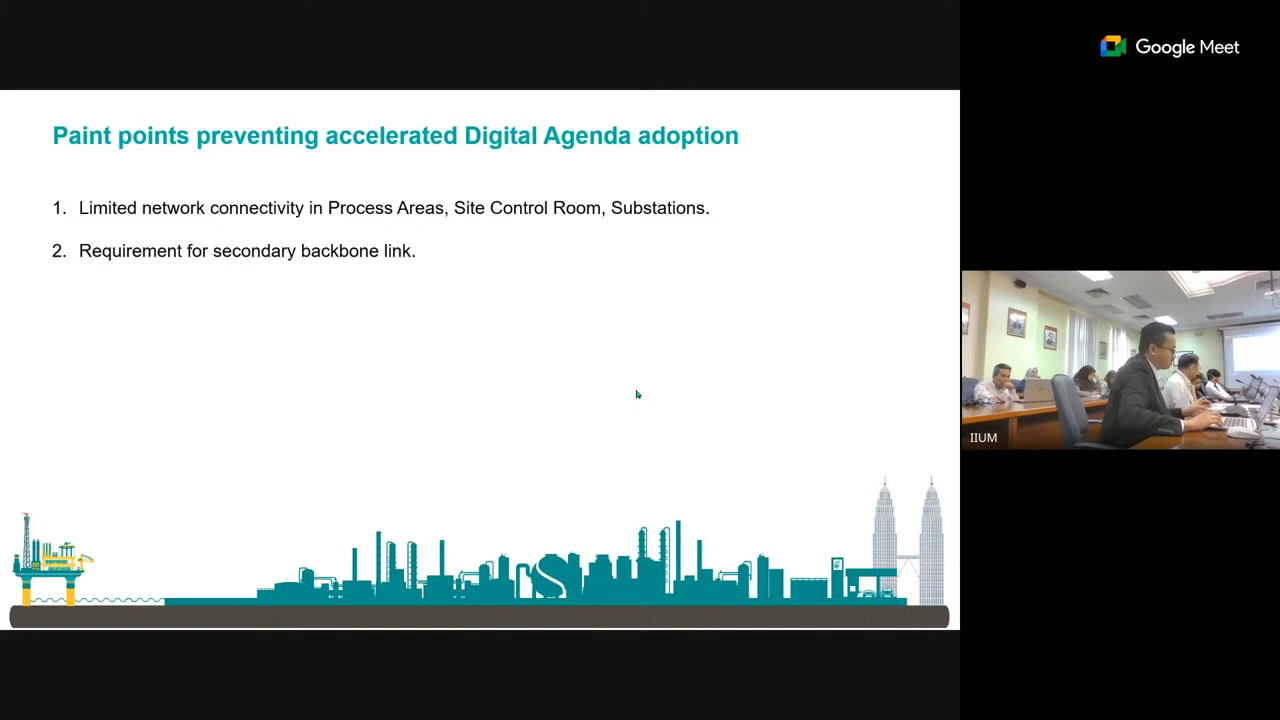 Google Meet
Paint points preventing accelerated Digital Agenda adoption
1. Limited network connectivity in Process Areas, Site Control Room, Substations.
2. Requirement for secondary backbone link.
IIUM